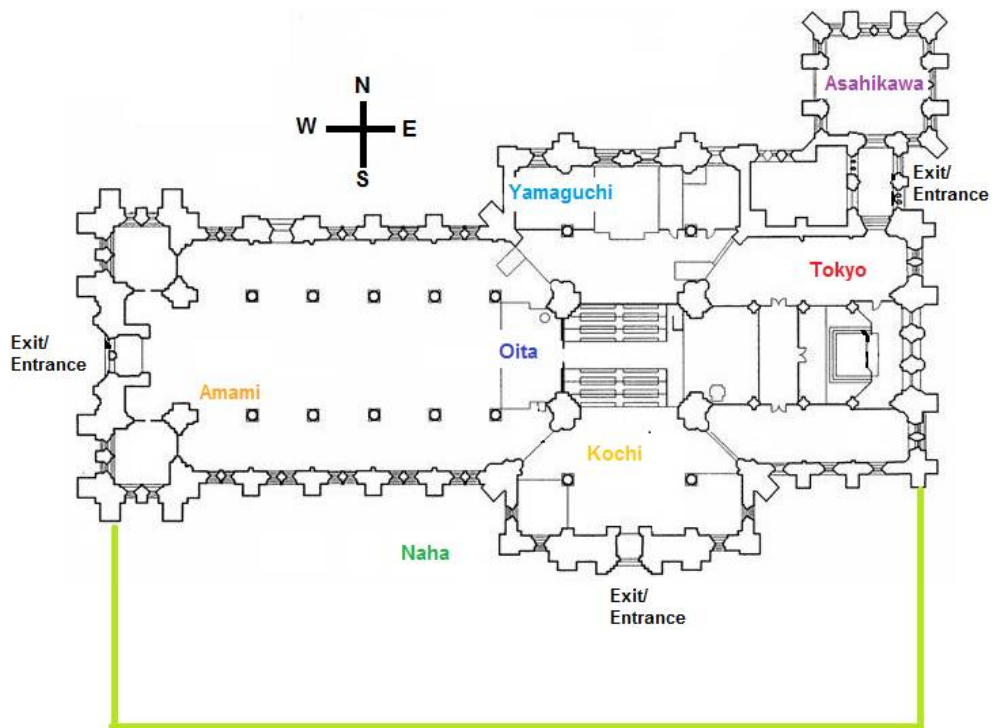 Asahikawa
N
W E
S
Exit/
Entrance
Yamaguchi
Tokyo
Exit/
Entrance
Oita
Amami
Kochi
Naha
Exit/
Entrance